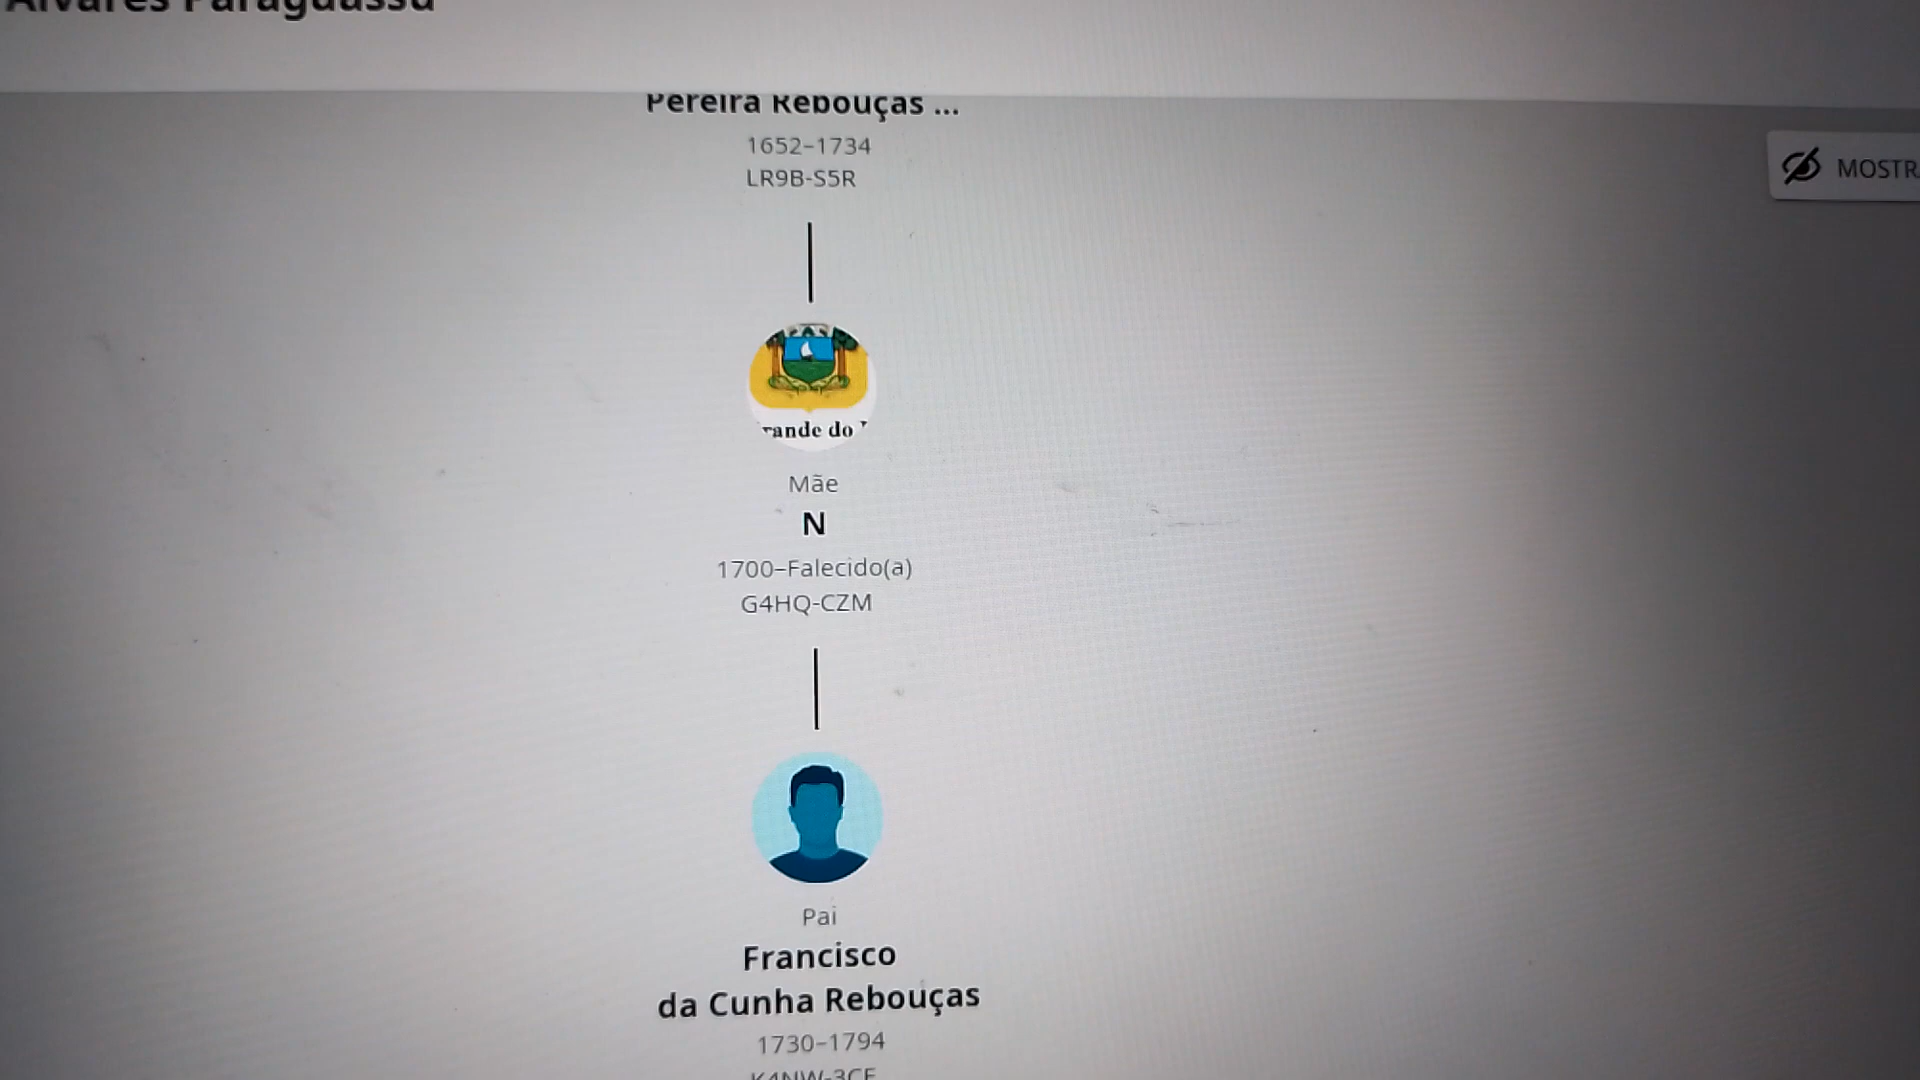 Alvares Paraguassu
Pereira Rebouças ...
1652–1734
LR9B-S5R
MOSTR
rande do
Mãe
N
1700–Falecido(a)
G4HQ-CZM
Pai
Francisco
da Cunha Rebouças
1730–1794
K4NW-3CF